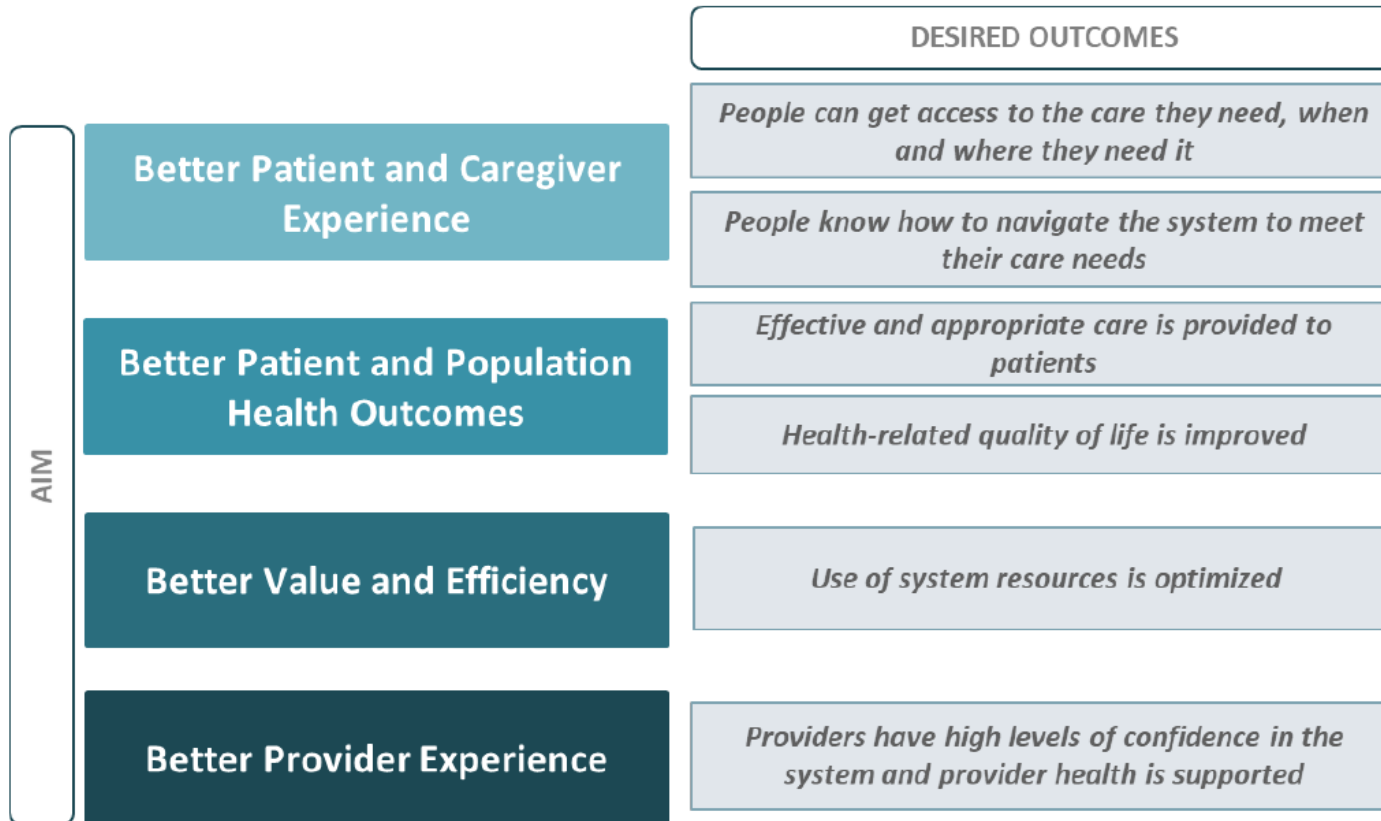 DESIRED OUTCOMES
AIM
Better Patient and Caregiver
Experience
People can get access to the care they need, when
and where they need it
People know how to navigate the system to meet
their care needs
Better Patient and Population
Health Outcomes
Effective and appropriate care is provided to
patients
Health-related quality of life is improved
Better Value and Efficiency
Use of system resources is optimized
Better Provider Experience
Providers have high levels of confidence in the
system and provider health is supported